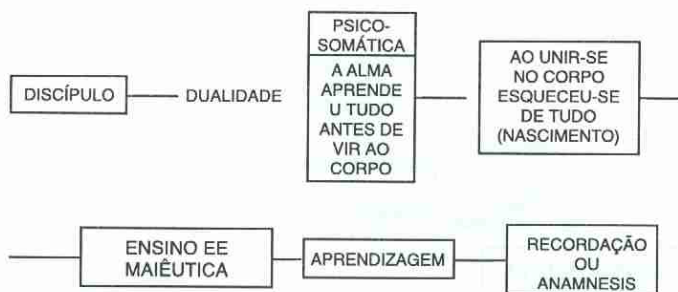 DISCÍPULO
DUALIDADE
PSICO-
SOMÁTICA
A ALMA
APRENDE
U TUDO
ANTES DE
VIR AO
CORPO
AO UNIR-SE
NO CORPO
ESQUECEU-SE
DE TUDO
(NASCIMENTO)
ENSINO EE
MAIÊUTICA
APRENDIZAGEM
RECORDAÇÃO
OU
ANAMNESIS